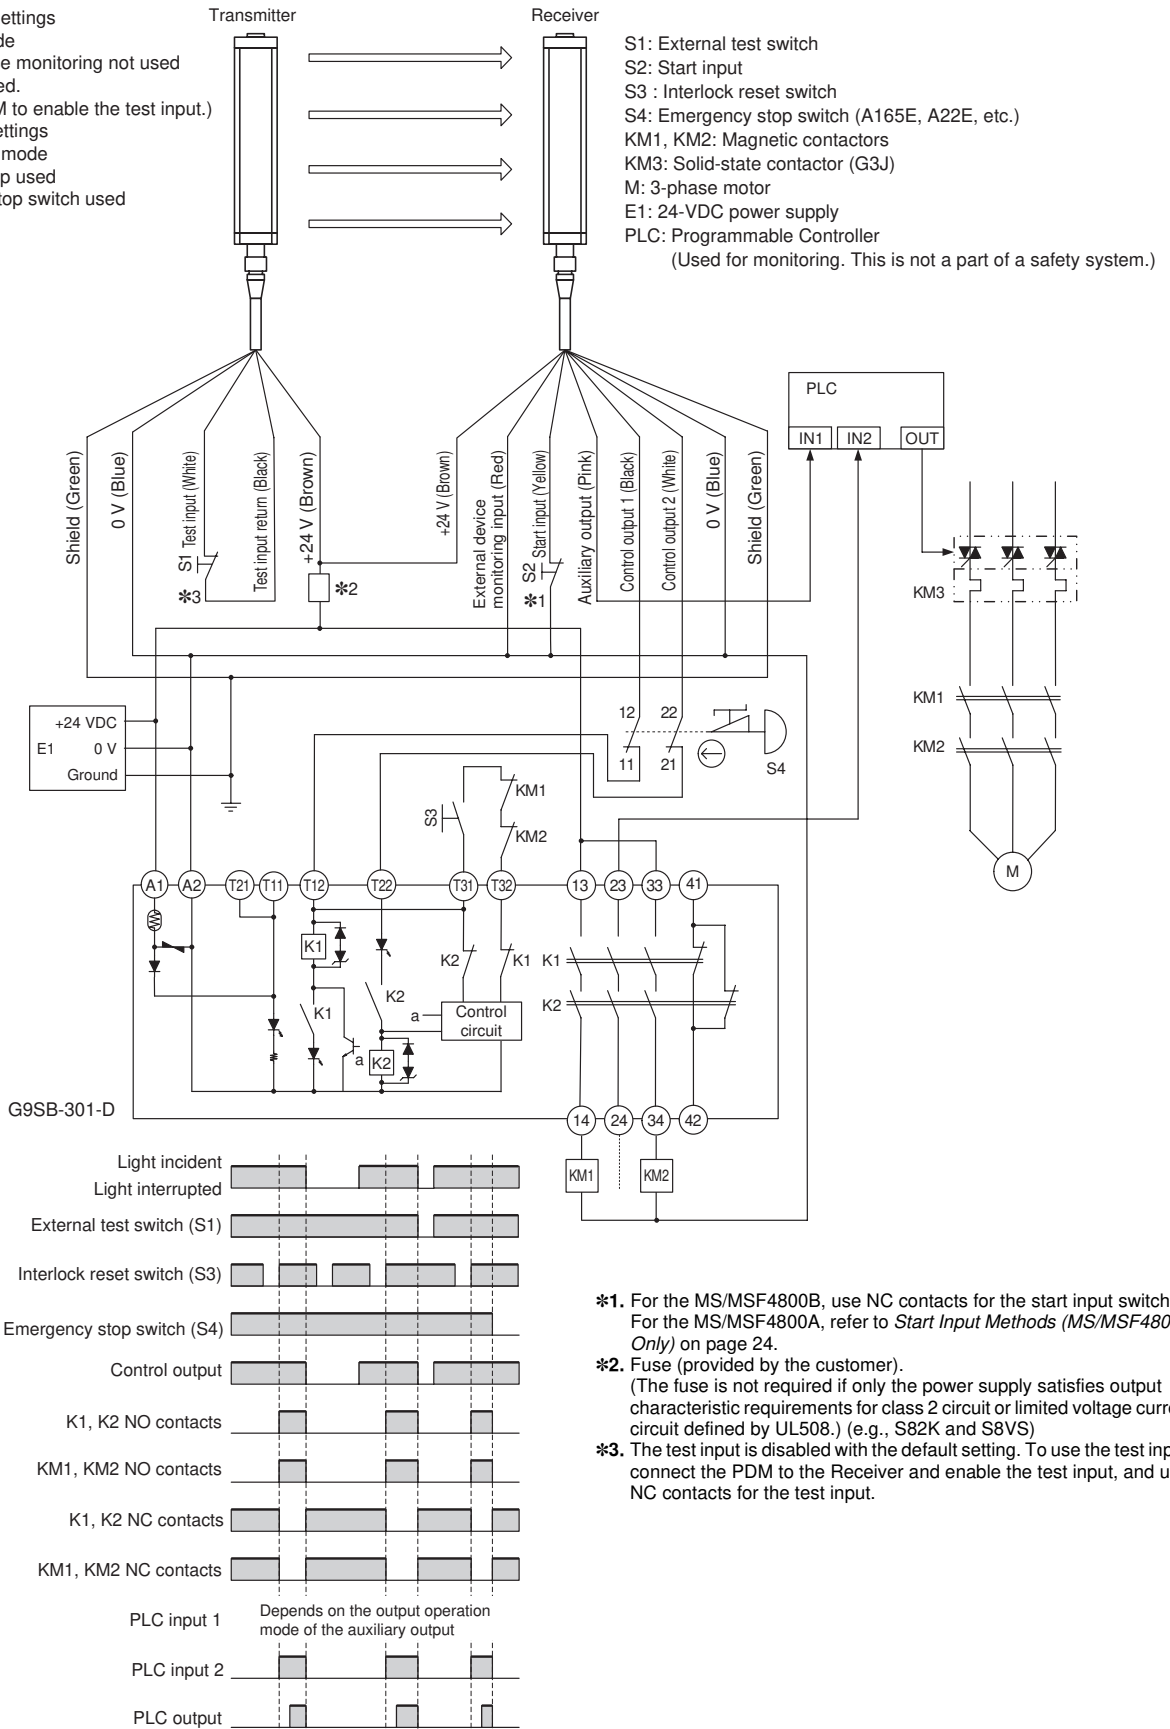 ettings
de
e monitoring not used
ed.
M to enable the test input.)
ettings
mode
p used
top switch used
Transmitter
Receiver
S1: External test switch
S2: Start input
S3 : Interlock reset switch
S4: Emergency stop switch (A165E, A22E, etc.)
KM1, KM2: Magnetic contactors
KM3: Solid-state contactor (G3J)
M: 3-phase motor
E1: 24-VDC power supply
PLC: Programmable Controller
(Used for monitoring. This is not a part of a safety system.)
Shield (Green)
0 V (Blue)
Test input (White)
S1
✽3
Test input return (Black)
+24 V (Brown)
✽2
+24 V (Brown)
External device
monitoring input (Red)
Start input (Yellow)
S2
✽1
Auxiliary output (Pink)
Control output 1 (Black)
Control output 2 (White)
0 V (Blue)
Shield (Green)
PLC
IN1 IN2 OUT
KM3
KM1
KM2
M
+24 VDC
E1 0 V
Ground
12 22
11 21
S4
S3
KM1
KM2
A1 A2 T21 T11 T12 T22 T31 T32 13 23 33 41
K1
K2
K1
K1
K2
K1
K2
a
Control
circuit
a
K2
G9SB-301-D
14 24 34 42
KM1 KM2
Light incident
Light interrupted
External test switch (S1)
Interlock reset switch (S3)
Emergency stop switch (S4)
Control output
K1, K2 NO contacts
KM1, KM2 NO contacts
K1, K2 NC contacts
KM1, KM2 NC contacts
PLC input 1
Depends on the output operation
mode of the auxiliary output
PLC input 2
PLC output
✽1. For the MS/MSF4800B, use NC contacts for the start input switch
For the MS/MSF4800A, refer to Start Input Methods (MS/MSF480
Only) on page 24.
✽2. Fuse (provided by the customer).
(The fuse is not required if only the power supply satisfies output
characteristic requirements for class 2 circuit or limited voltage curre
circuit defined by UL508.) (e.g., S82K and S8VS)
✽3. The test input is disabled with the default setting. To use the test inp
connect the PDM to the Receiver and enable the test input, and u
NC contacts for the test input.